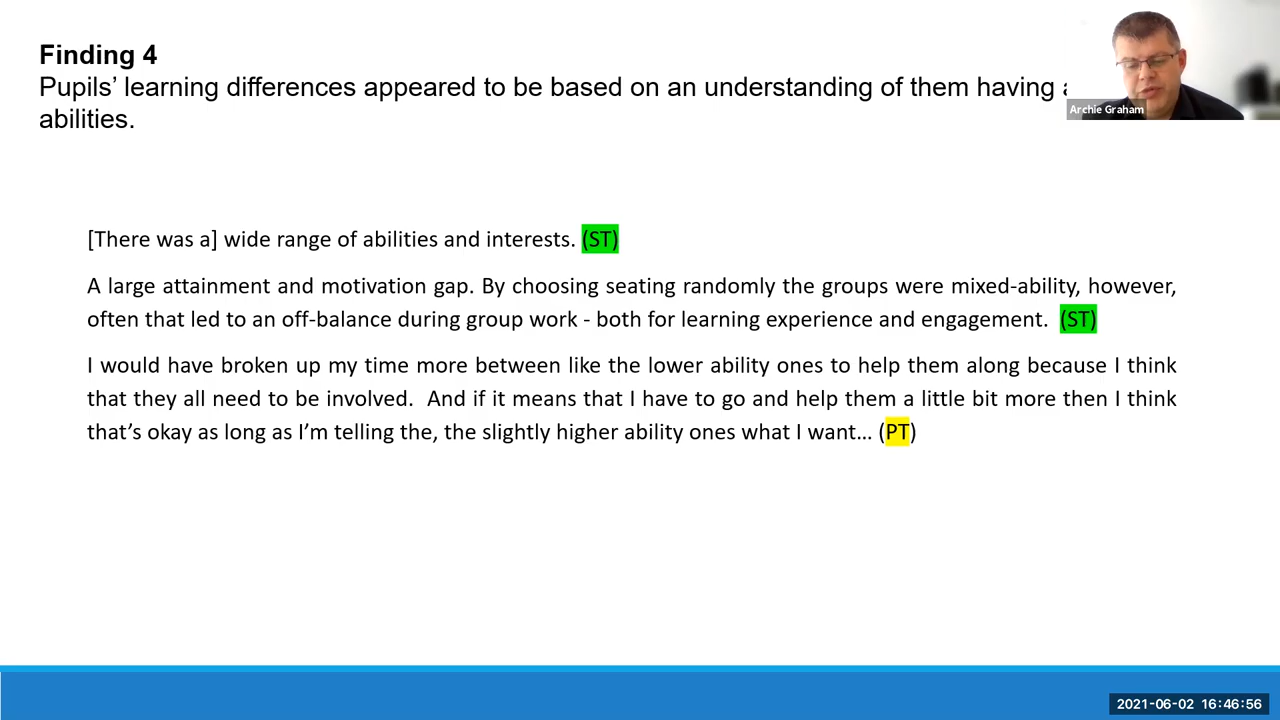 Finding 4
Pupils’ learning differences appeared to be based on an understanding of them having
abilities.
Archie Graham
[There was a] wide range of abilities and interests. (ST)
A large attainment and motivation gap. By choosing seating randomly the groups were mixed-ability, however,
often that led to an off-balance during group work - both for learning experience and engagement. (ST)
I would have broken up my time more between like the lower ability ones to help them along because I think
that they all need to be involved. And if it means that I have to go and help them a little bit more then I think
that’s okay as long as I’m telling the, the slightly higher ability ones what I want… (PT)
2021-06-02 16:46:56